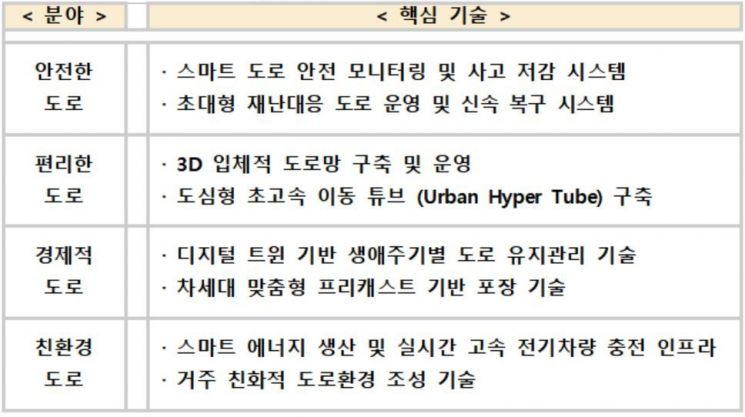 < 분야 > < 핵심 기술 >
안전한 도로
· 스마트 도로 안전 모니터링 및 사고 저감 시스템
· 초대형 재난대응 도로 운영 및 신속 복구 시스템
편리한 도로
· 3D 입체적 도로망 구축 및 운영
· 도심형 초고속 이동 튜브 (Urban Hyper Tube) 구축
경제적 도로
· 디지털 트윈 기반 생애주기별 도로 유지관리 기술
· 차세대 맞춤형 프리캐스트 기반 포장 기술
친환경 도로
· 스마트 에너지 생산 및 실시간 고속 전기차량 충전 인프라
· 거주 친화적 도로환경 조성 기술